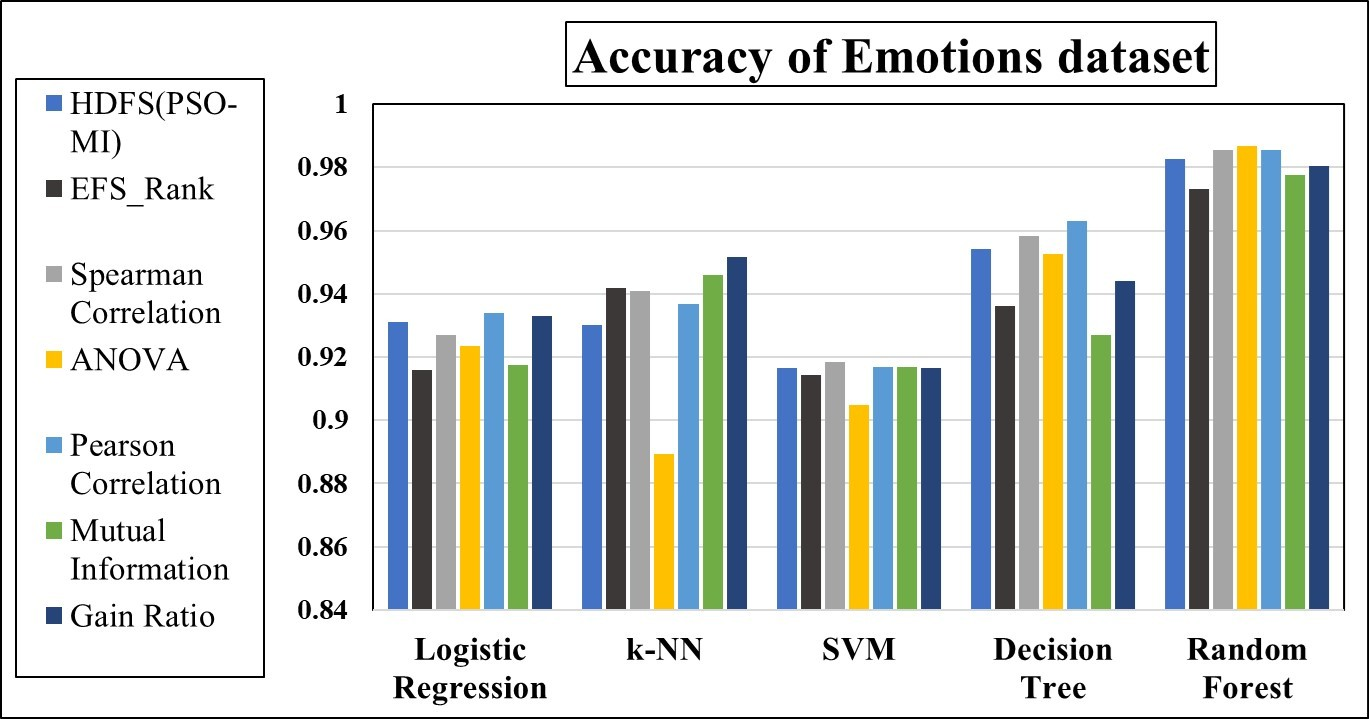 Accuracy of Emotions dataset
HDFS(PSO-
MI)
EFS_Rank
Spearman
Correlation
ANOVA
Pearson
Correlation
Mutual
Information
Gain Ratio
1
0.98
0.96
0.94
0.92
0.9
0.88
0.86
0.84
Logistic
Regression
k-NN
SVM
Decision
Tree
Random
Forest